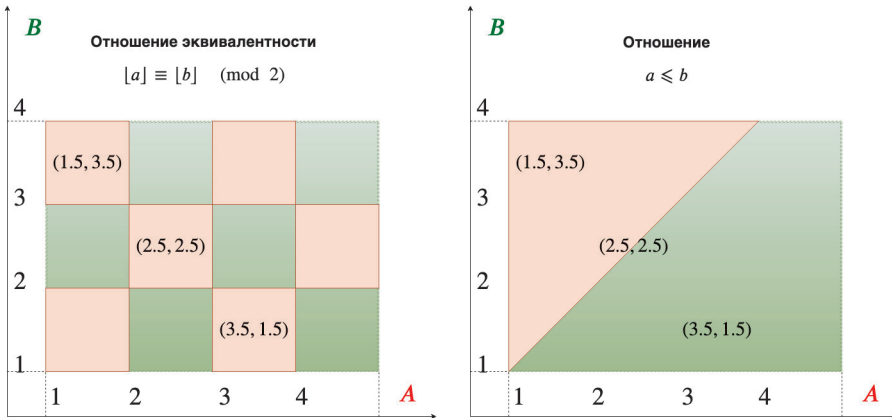 B
Отношение эквивалентности
⌊a⌋ ≡ ⌊b⌋ (mod 2)
4
(1.5, 3.5)
3
(2.5, 2.5)
2
(3.5, 1.5)
1
1 2 3 4 A
B
Отношение
a ⩽ b
4
(1.5, 3.5)
3
(2.5, 2.5)
2
(3.5, 1.5)
1
1 2 3 4 A